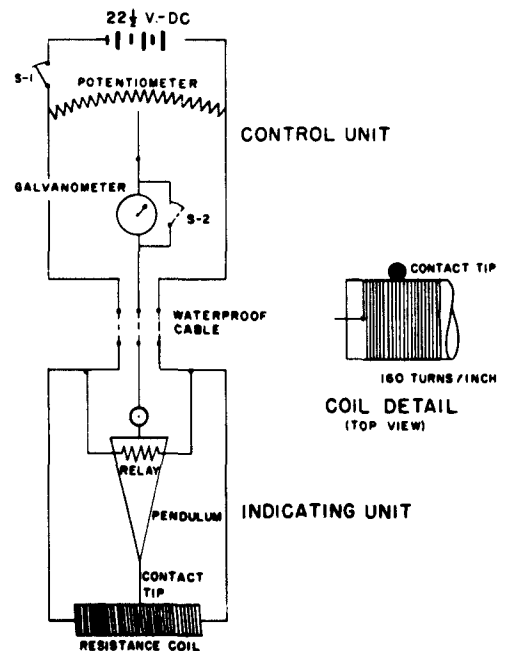 22½ V.-DC
S-1
POTENTIOMETER
CONTROL UNIT
GALVANOMETER
S-2
WATERPROOF
CABLE
CONTACT TIP
160 TURNS/INCH
COIL DETAIL
(TOP VIEW)
RELAY
PENDULUM
INDICATING UNIT
CONTACT
TIP
RESISTANCE COIL